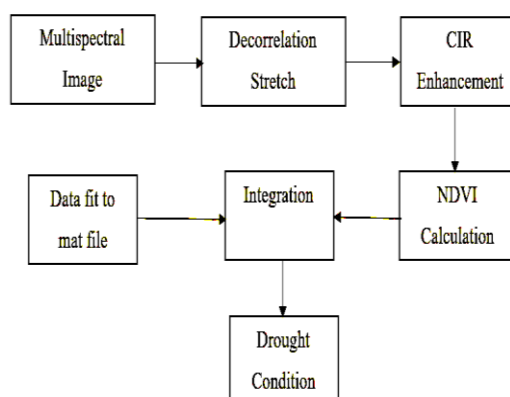 Multispectral
Image
Decorrelation
Stretch
CIR
Enhancement
Data fit to
mat file
Integration
NDVI
Calculation
Drought
Condition